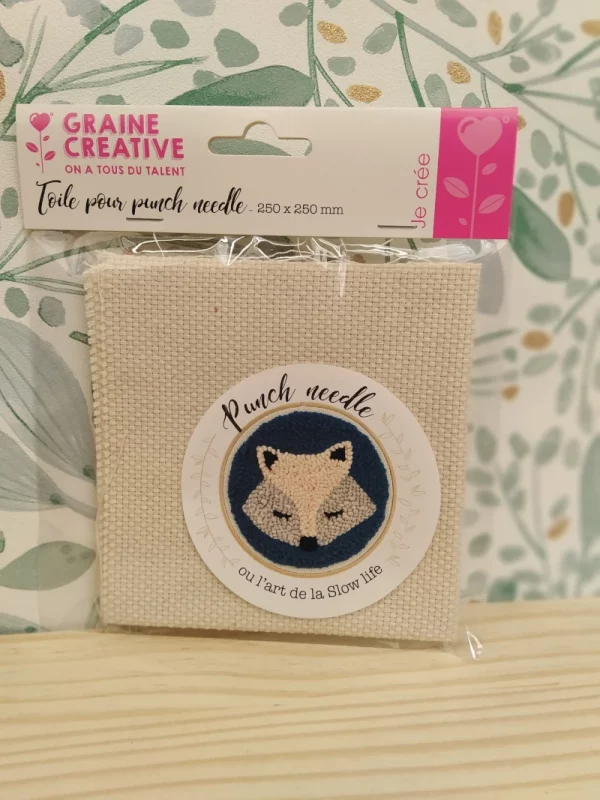 GRAINE
CREATIVE
ON A TOUS DU TALENT
Toile pour punch needle - 250 x 250 mm
Je crée
Punch needle
ou l'art de la Slow life